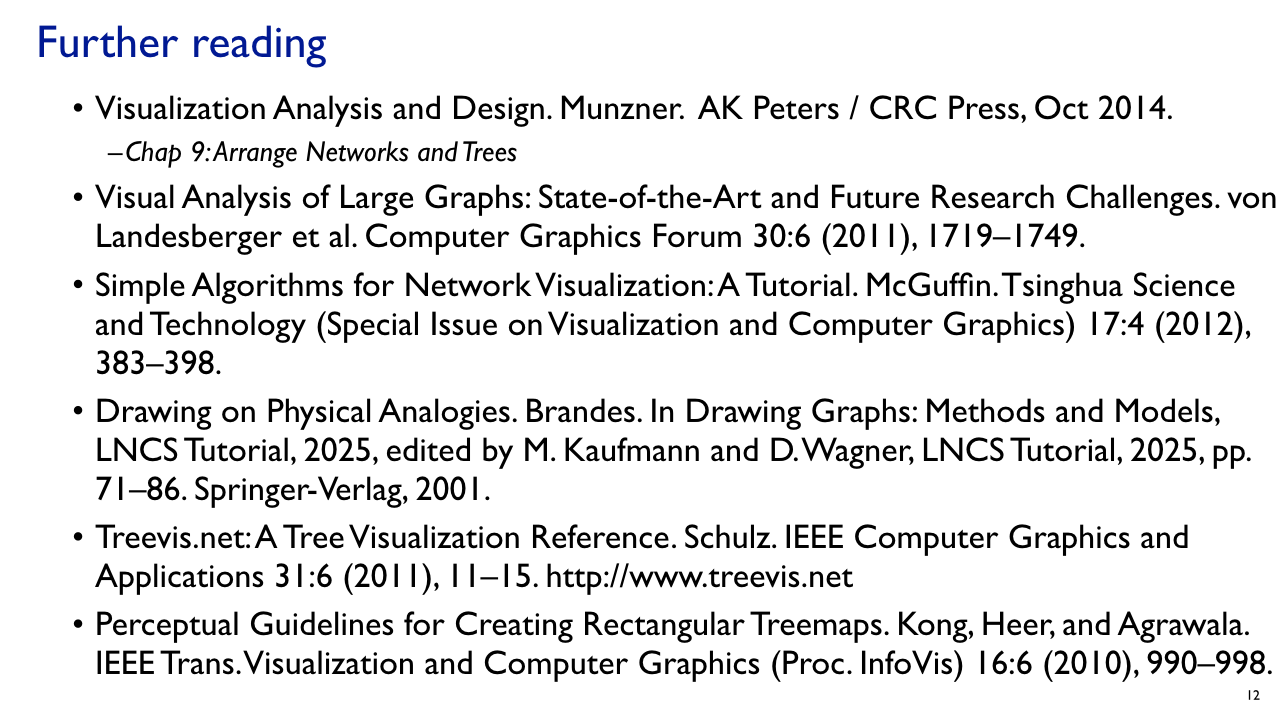 Further reading
• Visualization Analysis and Design. Munzner. AK Peters / CRC Press, Oct 2014.
–Chap 9: Arrange Networks and Trees
• Visual Analysis of Large Graphs: State-of-the-Art and Future Research Challenges. von
Landesberger et al. Computer Graphics Forum 30:6 (2011), 1719–1749.
• Simple Algorithms for Network Visualization: A Tutorial. McGuffin. Tsinghua Science
and Technology (Special Issue on Visualization and Computer Graphics) 17:4 (2012),
383–398.
• Drawing on Physical Analogies. Brandes. In Drawing Graphs: Methods and Models,
LNCS Tutorial, 2025, edited by M. Kaufmann and D. Wagner, LNCS Tutorial, 2025, pp.
71–86. Springer-Verlag, 2001.
• Treevis.net: A Tree Visualization Reference. Schulz. IEEE Computer Graphics and
Applications 31:6 (2011), 11–15. http://www.treevis.net
• Perceptual Guidelines for Creating Rectangular Treemaps. Kong, Heer, and Agrawala.
IEEE Trans. Visualization and Computer Graphics (Proc. InfoVis) 16:6 (2010), 990–998.
12